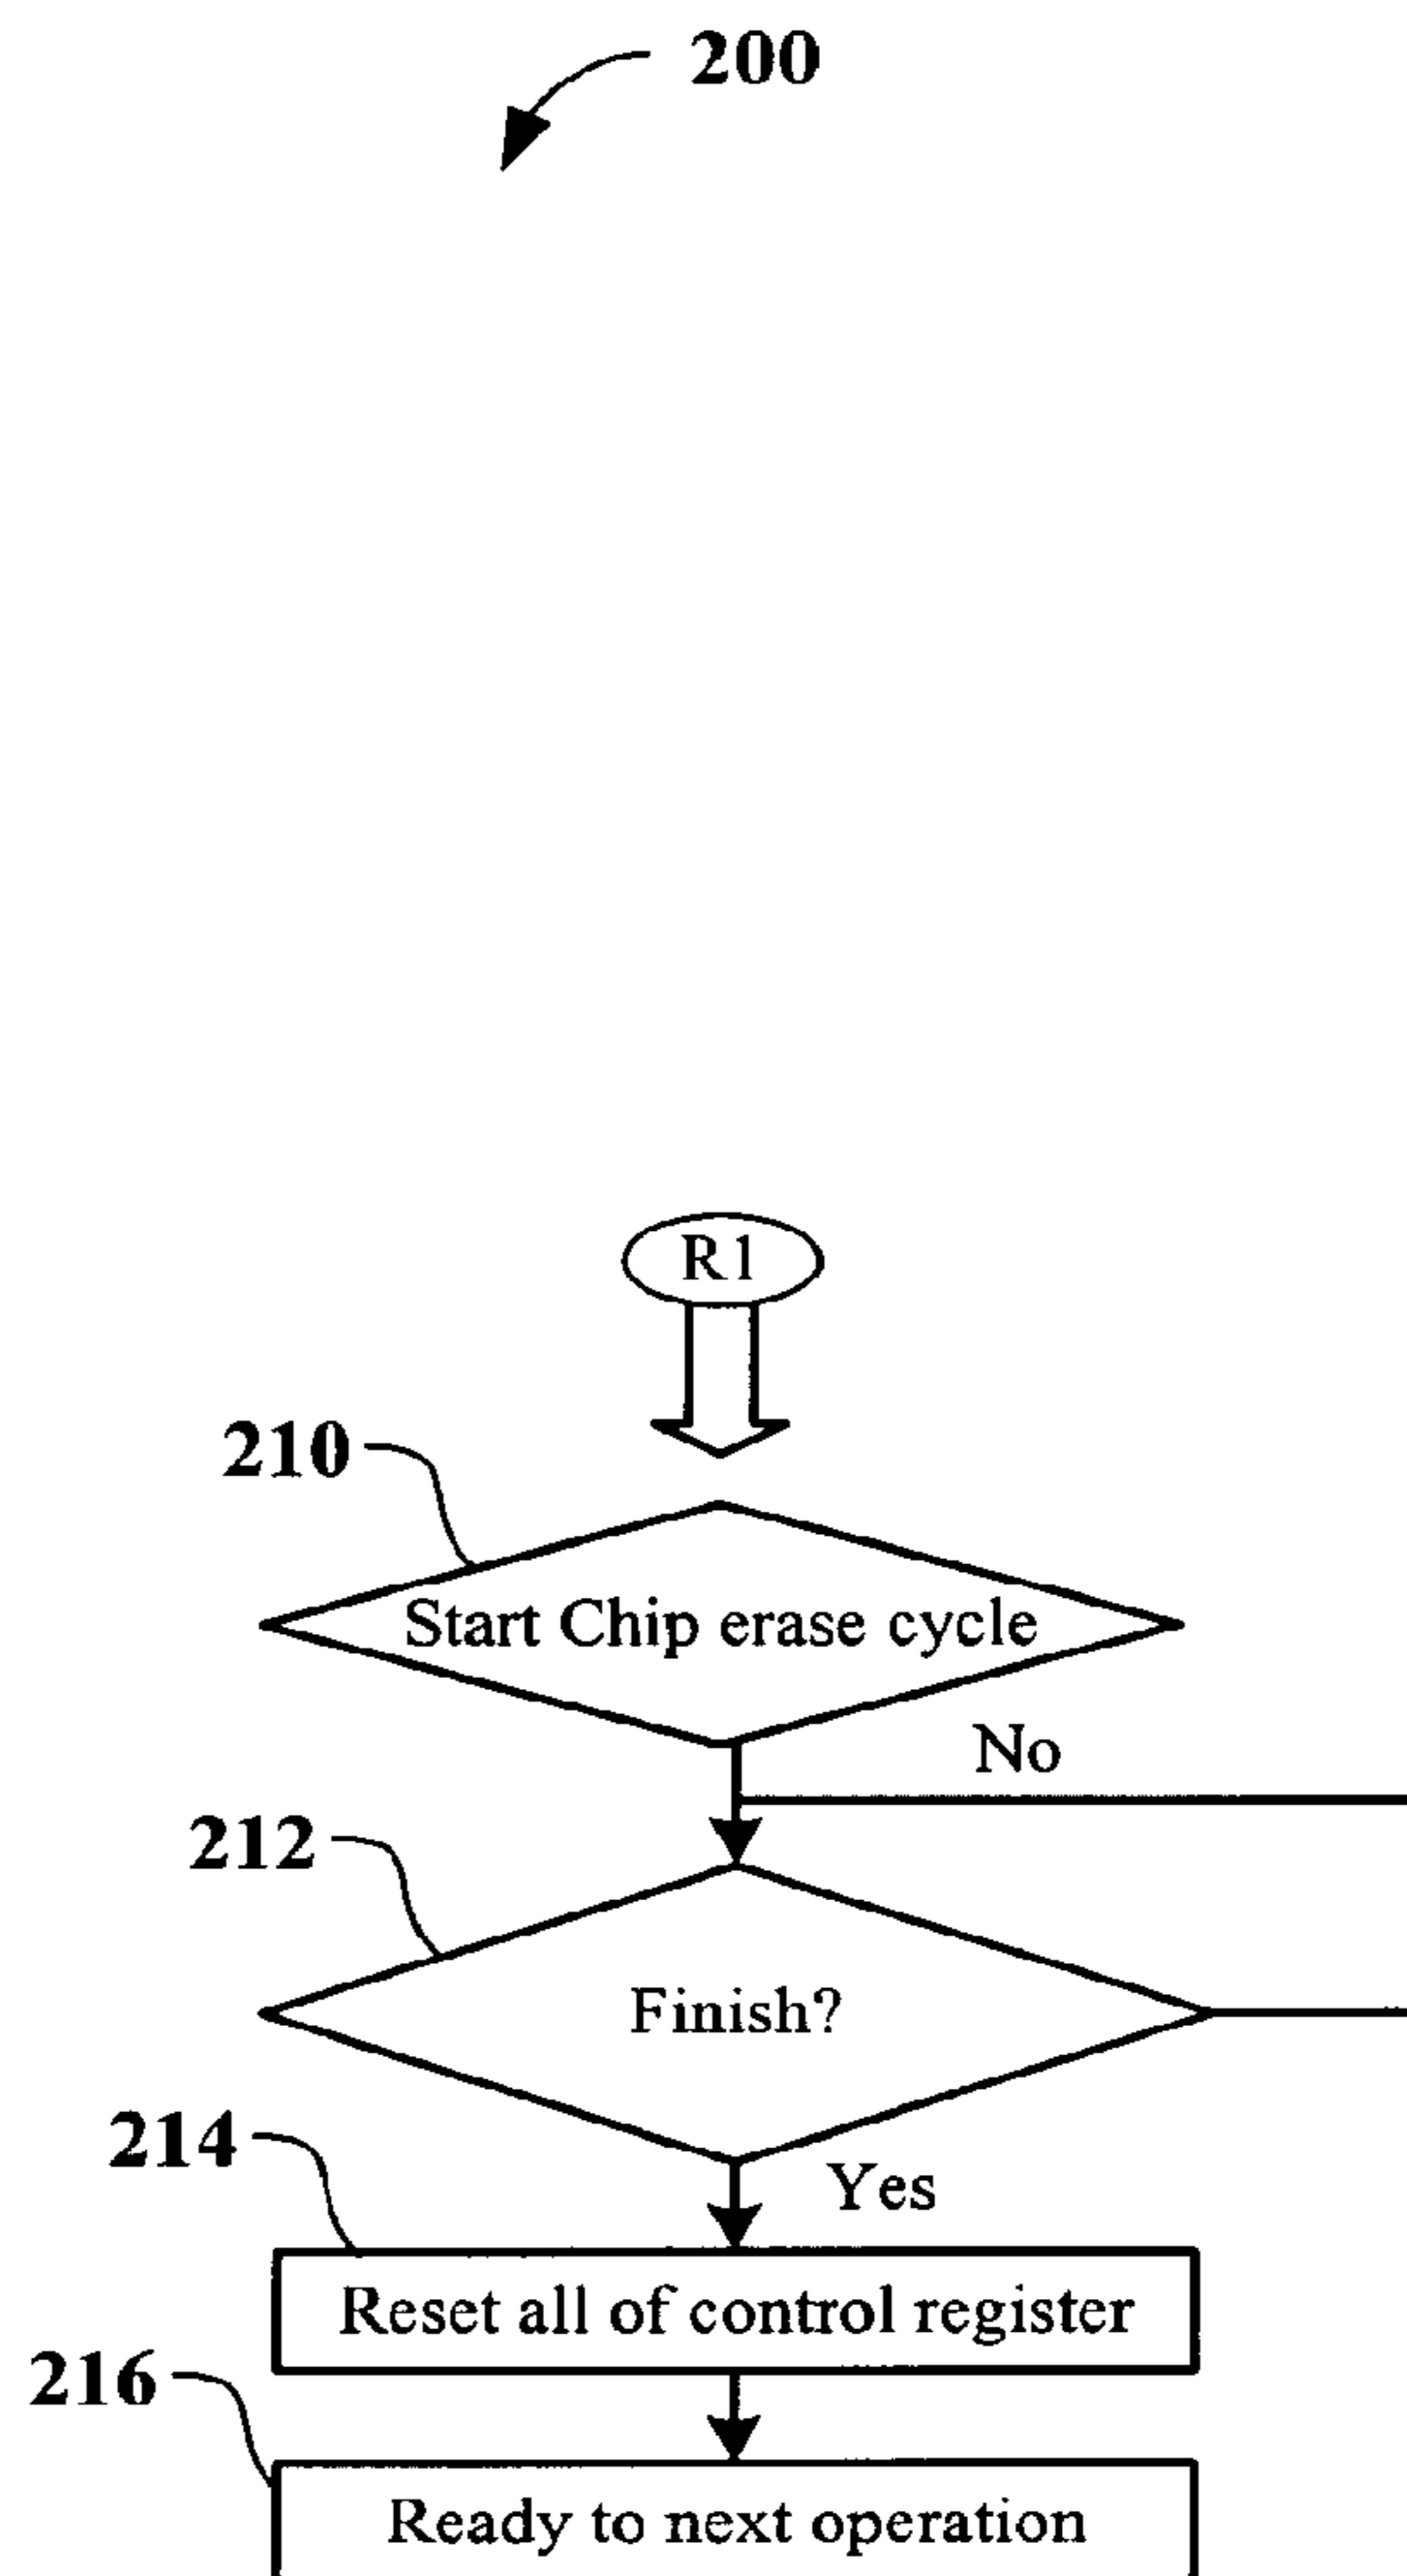 200
R1
210
Start Chip erase cycle
No
212
Finish?
214
Yes
Reset all of control register
216
Ready to next operation